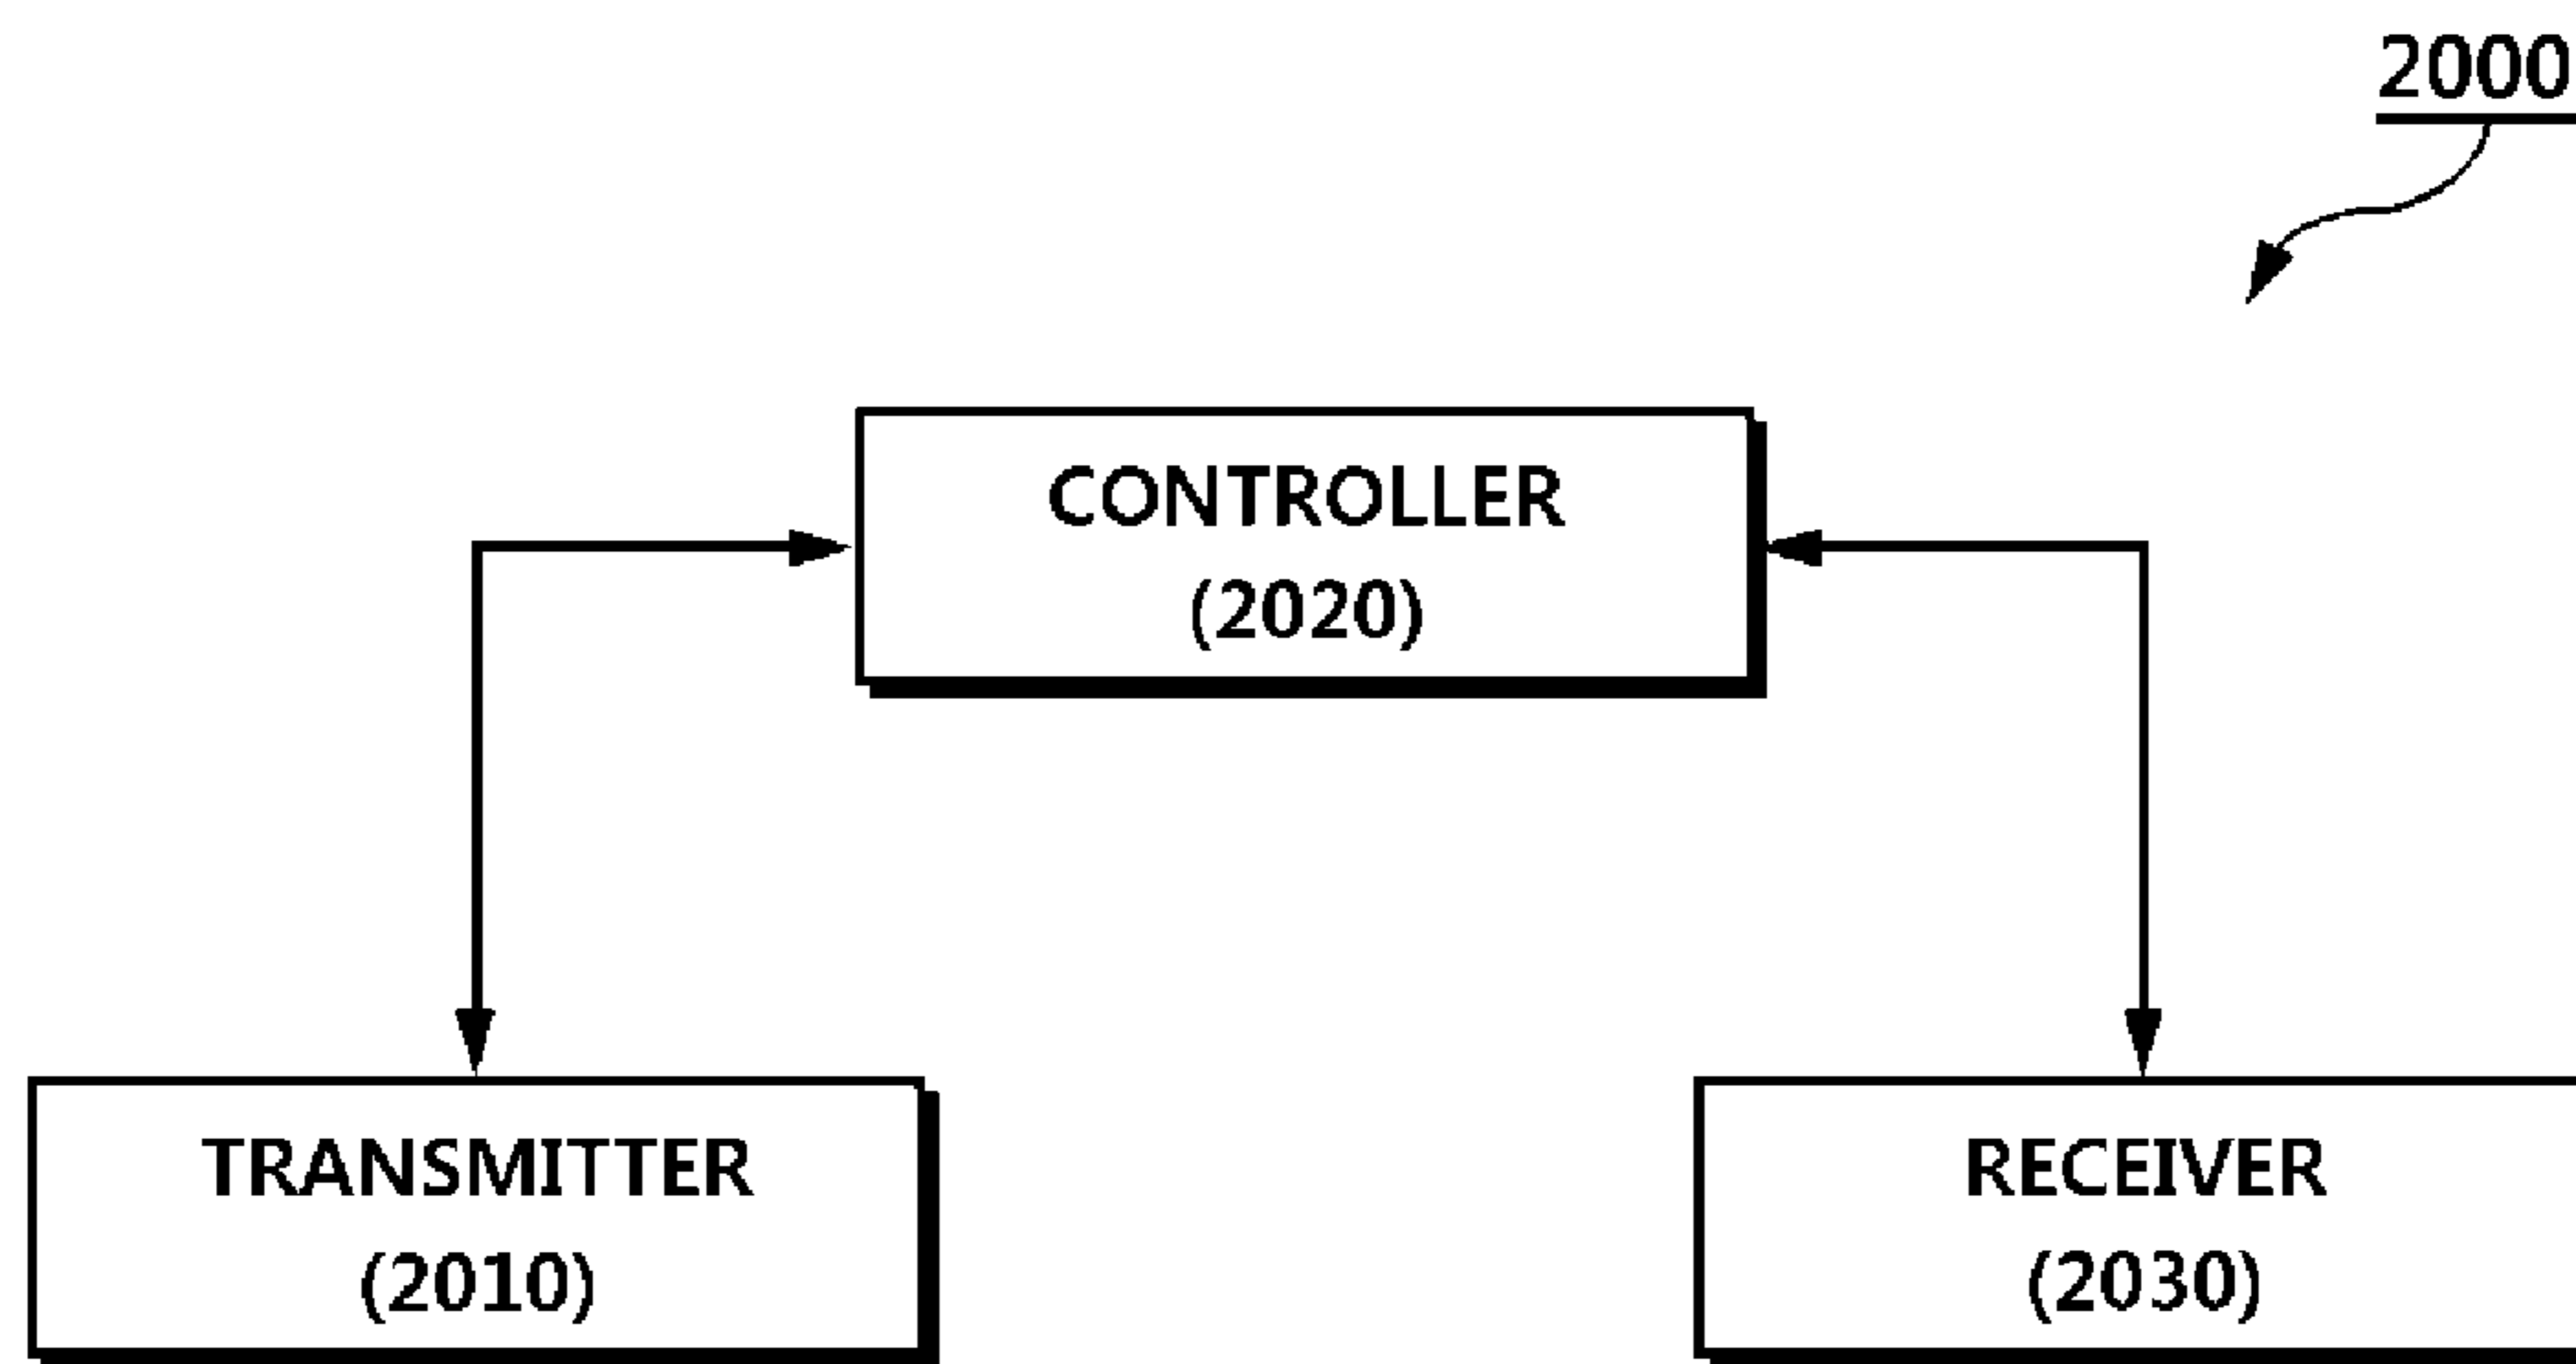 2000
CONTROLLER
(2020)
TRANSMITTER
(2010)
RECEIVER
(2030)